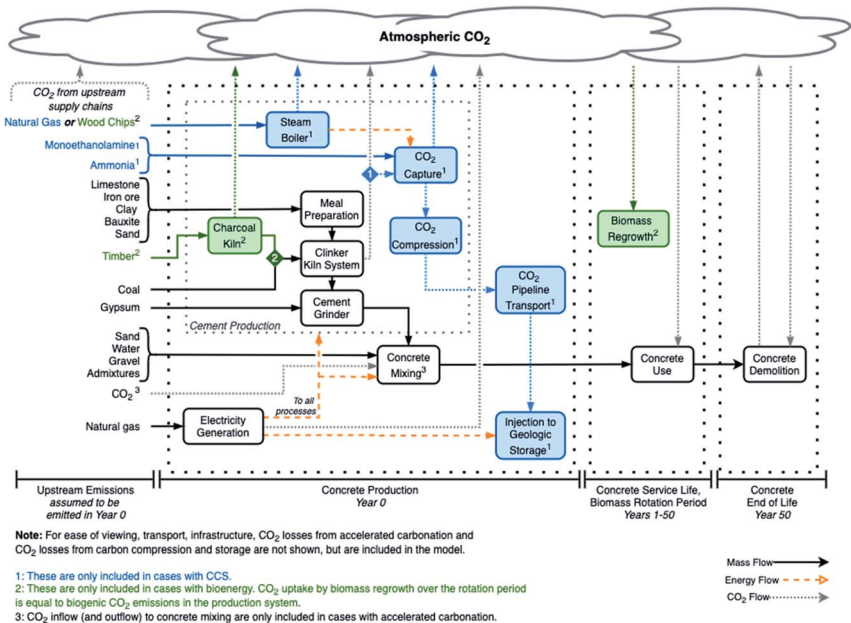 Atmospheric CO2
CO2 from upstream
supply chains
Natural Gas or Wood Chips2
Monoethanolamine1
Ammonia1
Limestone
Iron ore
Clay
Bauxite
Sand
Timber2
Coal
Gypsum
Sand
Water
Gravel
Admixtures
CO2 3
Natural gas
Steam
Boiler1
CO2
Capture1
1
Meal
Preparation
Charcoal
Kiln2
2
Clinker
Kiln System
CO2
Compression1
Cement
Grinder
Cement Production
CO2
Pipeline
Transport1
Concrete
Mixing3
To all
processes
Electricity
Generation
Injection to
Geologic
Storage1
Biomass
Regrowth2
Concrete
Use
Concrete
Demolition
Upstream Emissions
assumed to be
emitted in Year 0
Concrete Production
Year 0
Concrete Service Life,
Biomass Rotation Period
Years 1-50
Concrete
End of Life
Year 50
Note: For ease of viewing, transport, infrastructure, CO2 losses from accelerated carbonation and
CO2 losses from carbon compression and storage are not shown, but are included in the model.
1: These are only included in cases with CCS.
2: These are only included in cases with bioenergy. CO2 uptake by biomass regrowth over the rotation period
is equal to biogenic CO2 emissions in the production system.
3: CO2 inflow (and outflow) to concrete mixing are only included in cases with accelerated carbonation.
Mass Flow
Energy Flow
CO2 Flow